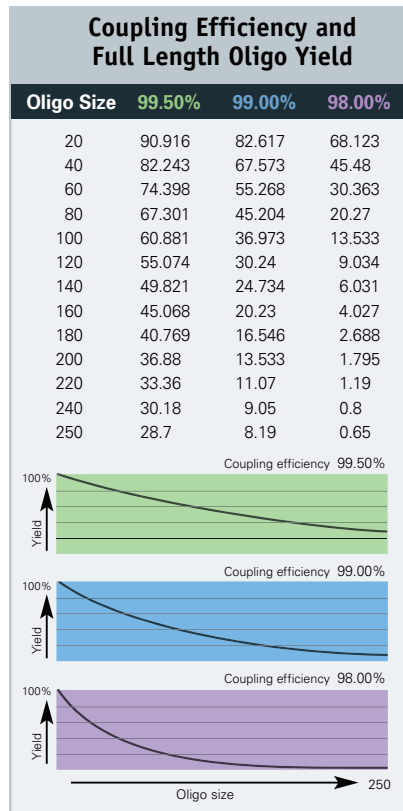 Coupling Efficiency and
Full Length Oligo Yield
Oligo Size 99.50% 99.00% 98.00%
20 90.916 82.617 68.123
40 82.243 67.573 45.48
60 74.398 55.268 30.363
80 67.301 45.204 20.27
100 60.881 36.973 13.533
120 55.074 30.24 9.034
140 49.821 24.734 6.031
160 45.068 20.23 4.027
180 40.769 16.546 2.688
200 36.88 13.533 1.795
220 33.36 11.07 1.19
240 30.18 9.05 0.8
250 28.7 8.19 0.65
Coupling efficiency 99.50%
100%
Yield
Coupling efficiency 99.00%
100%
Yield
Coupling efficiency 98.00%
100%
Yield
Oligo size
250